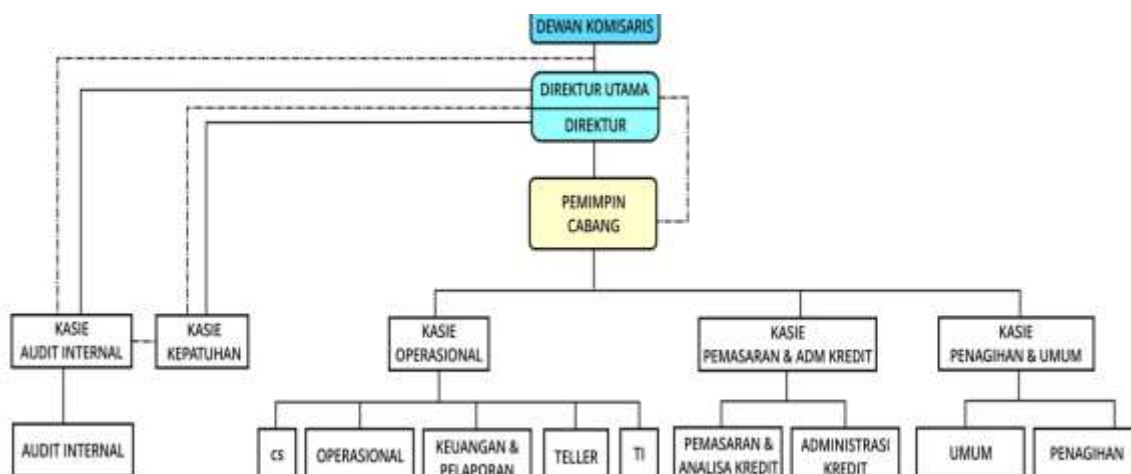 DEWAN KOMISARIS
DIREKTUR UTAMA
DIREKTUR
PEMIMPIN
CABANG
KASIE
AUDIT INTERNAL
KASIE
KEPATUHAN
KASIE
OPERASIONAL
KASIE
PEMASARAN & ADM KREDIT
KASIE
PENAGIHAN & UMUM
AUDIT INTERNAL
CS
OPERASIONAL
KEUANGAN &
PELAPORAN
TELLER
TI
PEMASARAN &
ANALISA KREDIT
ADMINISTRASI
KREDIT
UMUM
PENAGIHAN